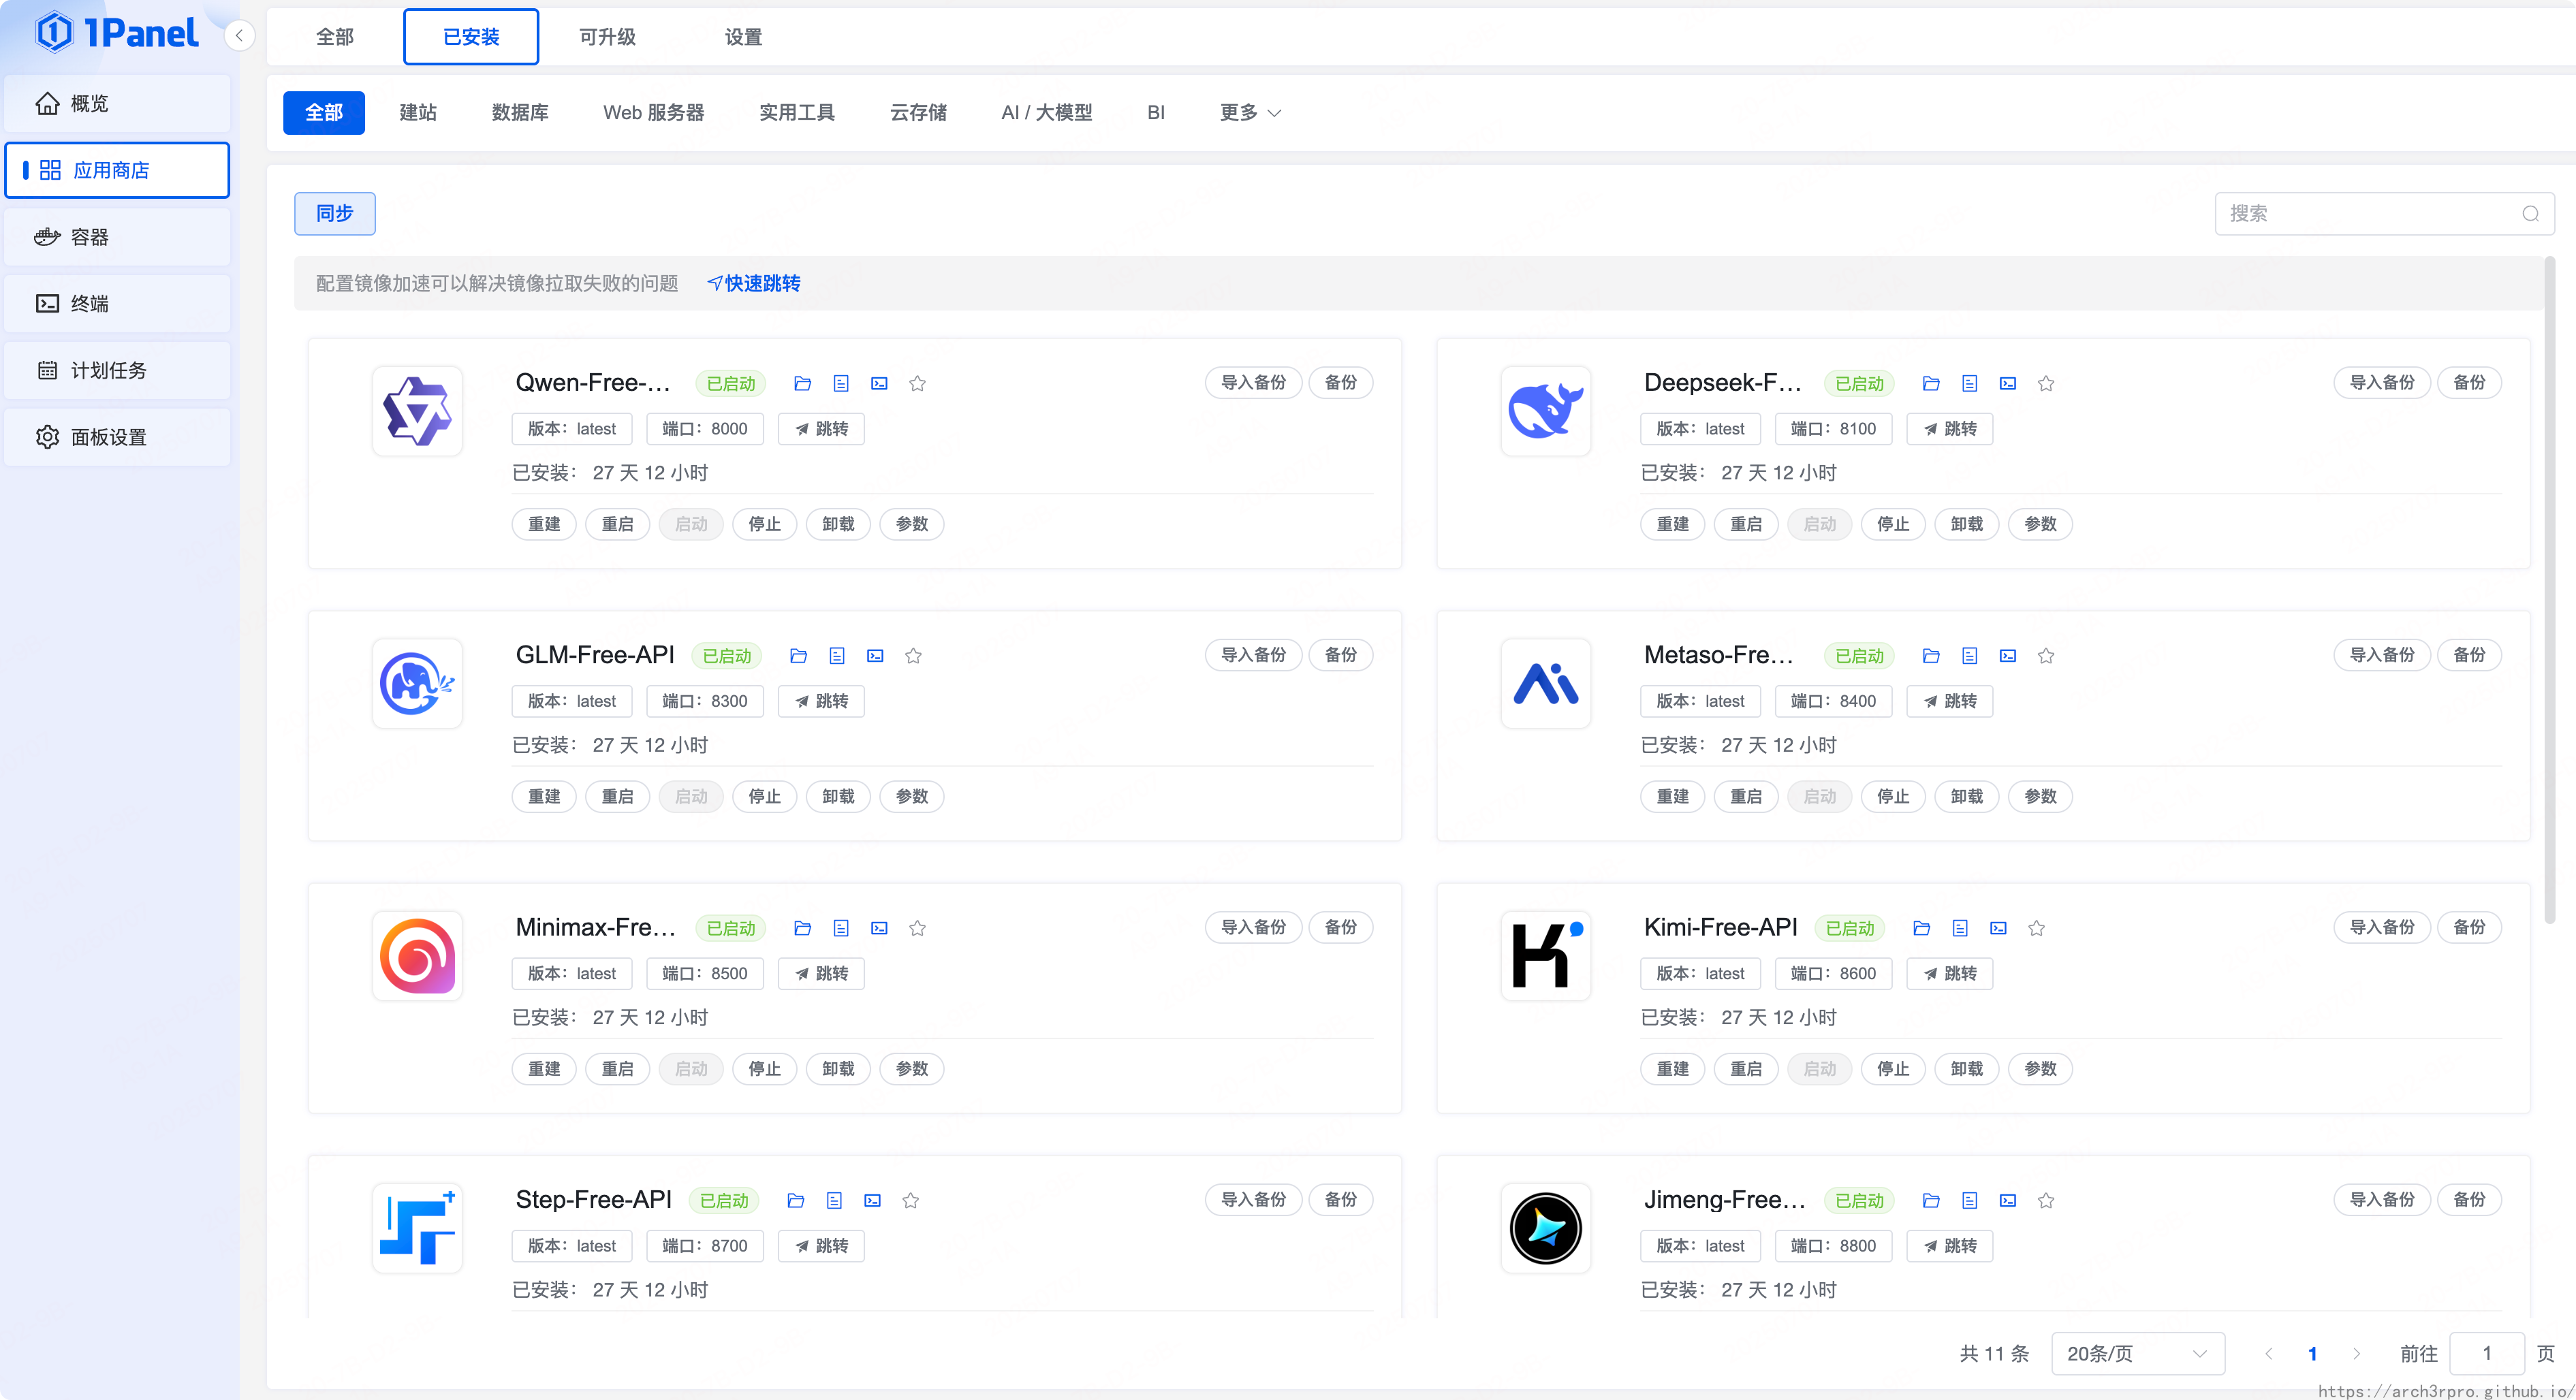 1Panel
全部 已安装 可升级 设置
概览
应用商店
容器
终端
计划任务
面板设置
全部 建站 数据库 Web 服务器 实用工具 云存储 AI / 大模型 BI 更多
同步 搜索
配置镜像加速可以解决镜像拉取失败的问题 快速跳转
Qwen-Free-... 已启动 导入备份 备份
版本：latest 端口：8000 跳转
已安装： 27 天 12 小时
重建 重启 启动 停止 卸载 参数
Deepseek-F... 已启动 导入备份 备份
版本：latest 端口：8100 跳转
已安装： 27 天 12 小时
重建 重启 启动 停止 卸载 参数
GLM-Free-API 已启动 导入备份 备份
版本：latest 端口：8300 跳转
已安装： 27 天 12 小时
重建 重启 启动 停止 卸载 参数
Metaso-Fre... 已启动 导入备份 备份
版本：latest 端口：8400 跳转
已安装： 27 天 12 小时
重建 重启 启动 停止 卸载 参数
Minimax-Fre... 已启动 导入备份 备份
版本：latest 端口：8500 跳转
已安装： 27 天 12 小时
重建 重启 启动 停止 卸载 参数
Kimi-Free-API 已启动 导入备份 备份
版本：latest 端口：8600 跳转
已安装： 27 天 12 小时
重建 重启 启动 停止 卸载 参数
Step-Free-API 已启动 导入备份 备份
版本：latest 端口：8700 跳转
已安装： 27 天 12 小时
Jimeng-Free... 已启动 导入备份 备份
版本：latest 端口：8800 跳转
已安装： 27 天 12 小时
共 11 条 20条/页 1 前往 1 页
https://arch3rpro.github.io/